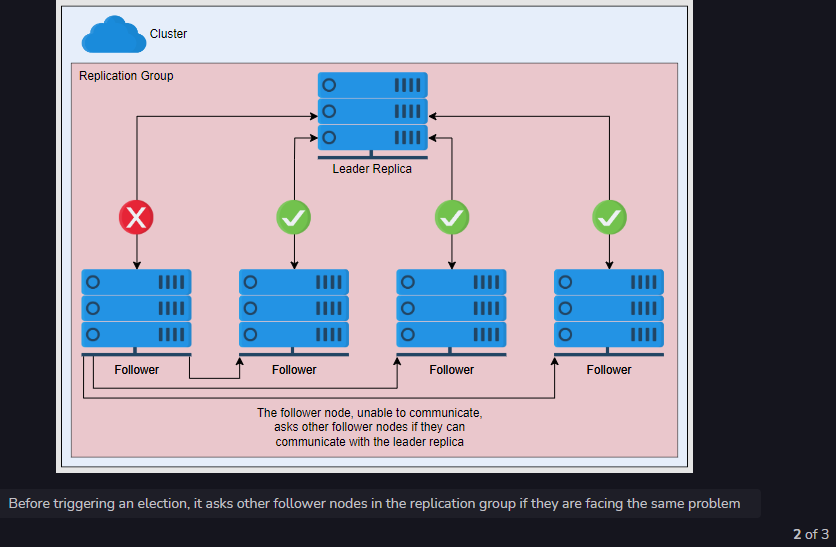 Cluster
Replication Group
Leader Replica
Follower
Follower
Follower
Follower
The follower node, unable to communicate,
asks other follower nodes if they can
communicate with the leader replica
Before triggering an election, it asks other follower nodes in the replication group if they are facing the same problem
2 of 3